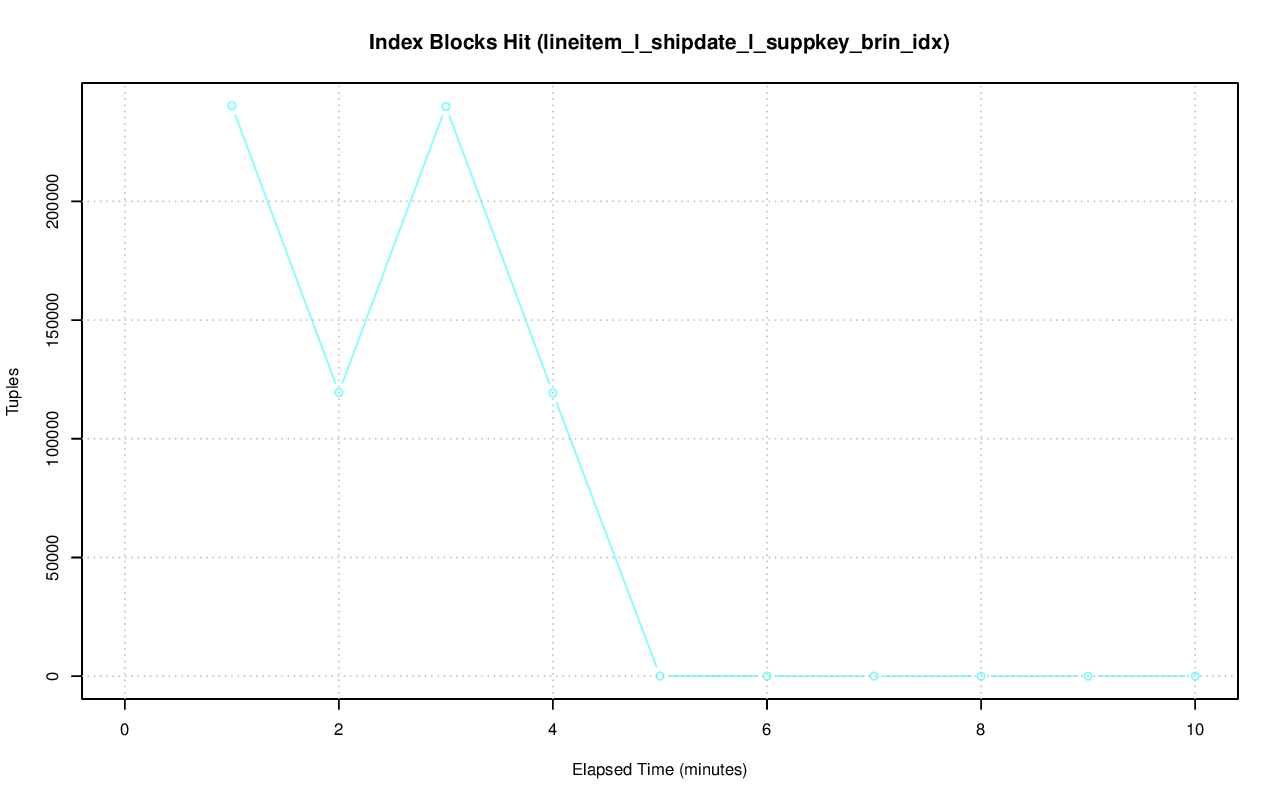 Index Blocks Hit (lineitem_l_shipdate_l_suppkey_brin_idx)
Tuples
200000
150000
100000
50000
0
0 2 4 6 8 10
Elapsed Time (minutes)